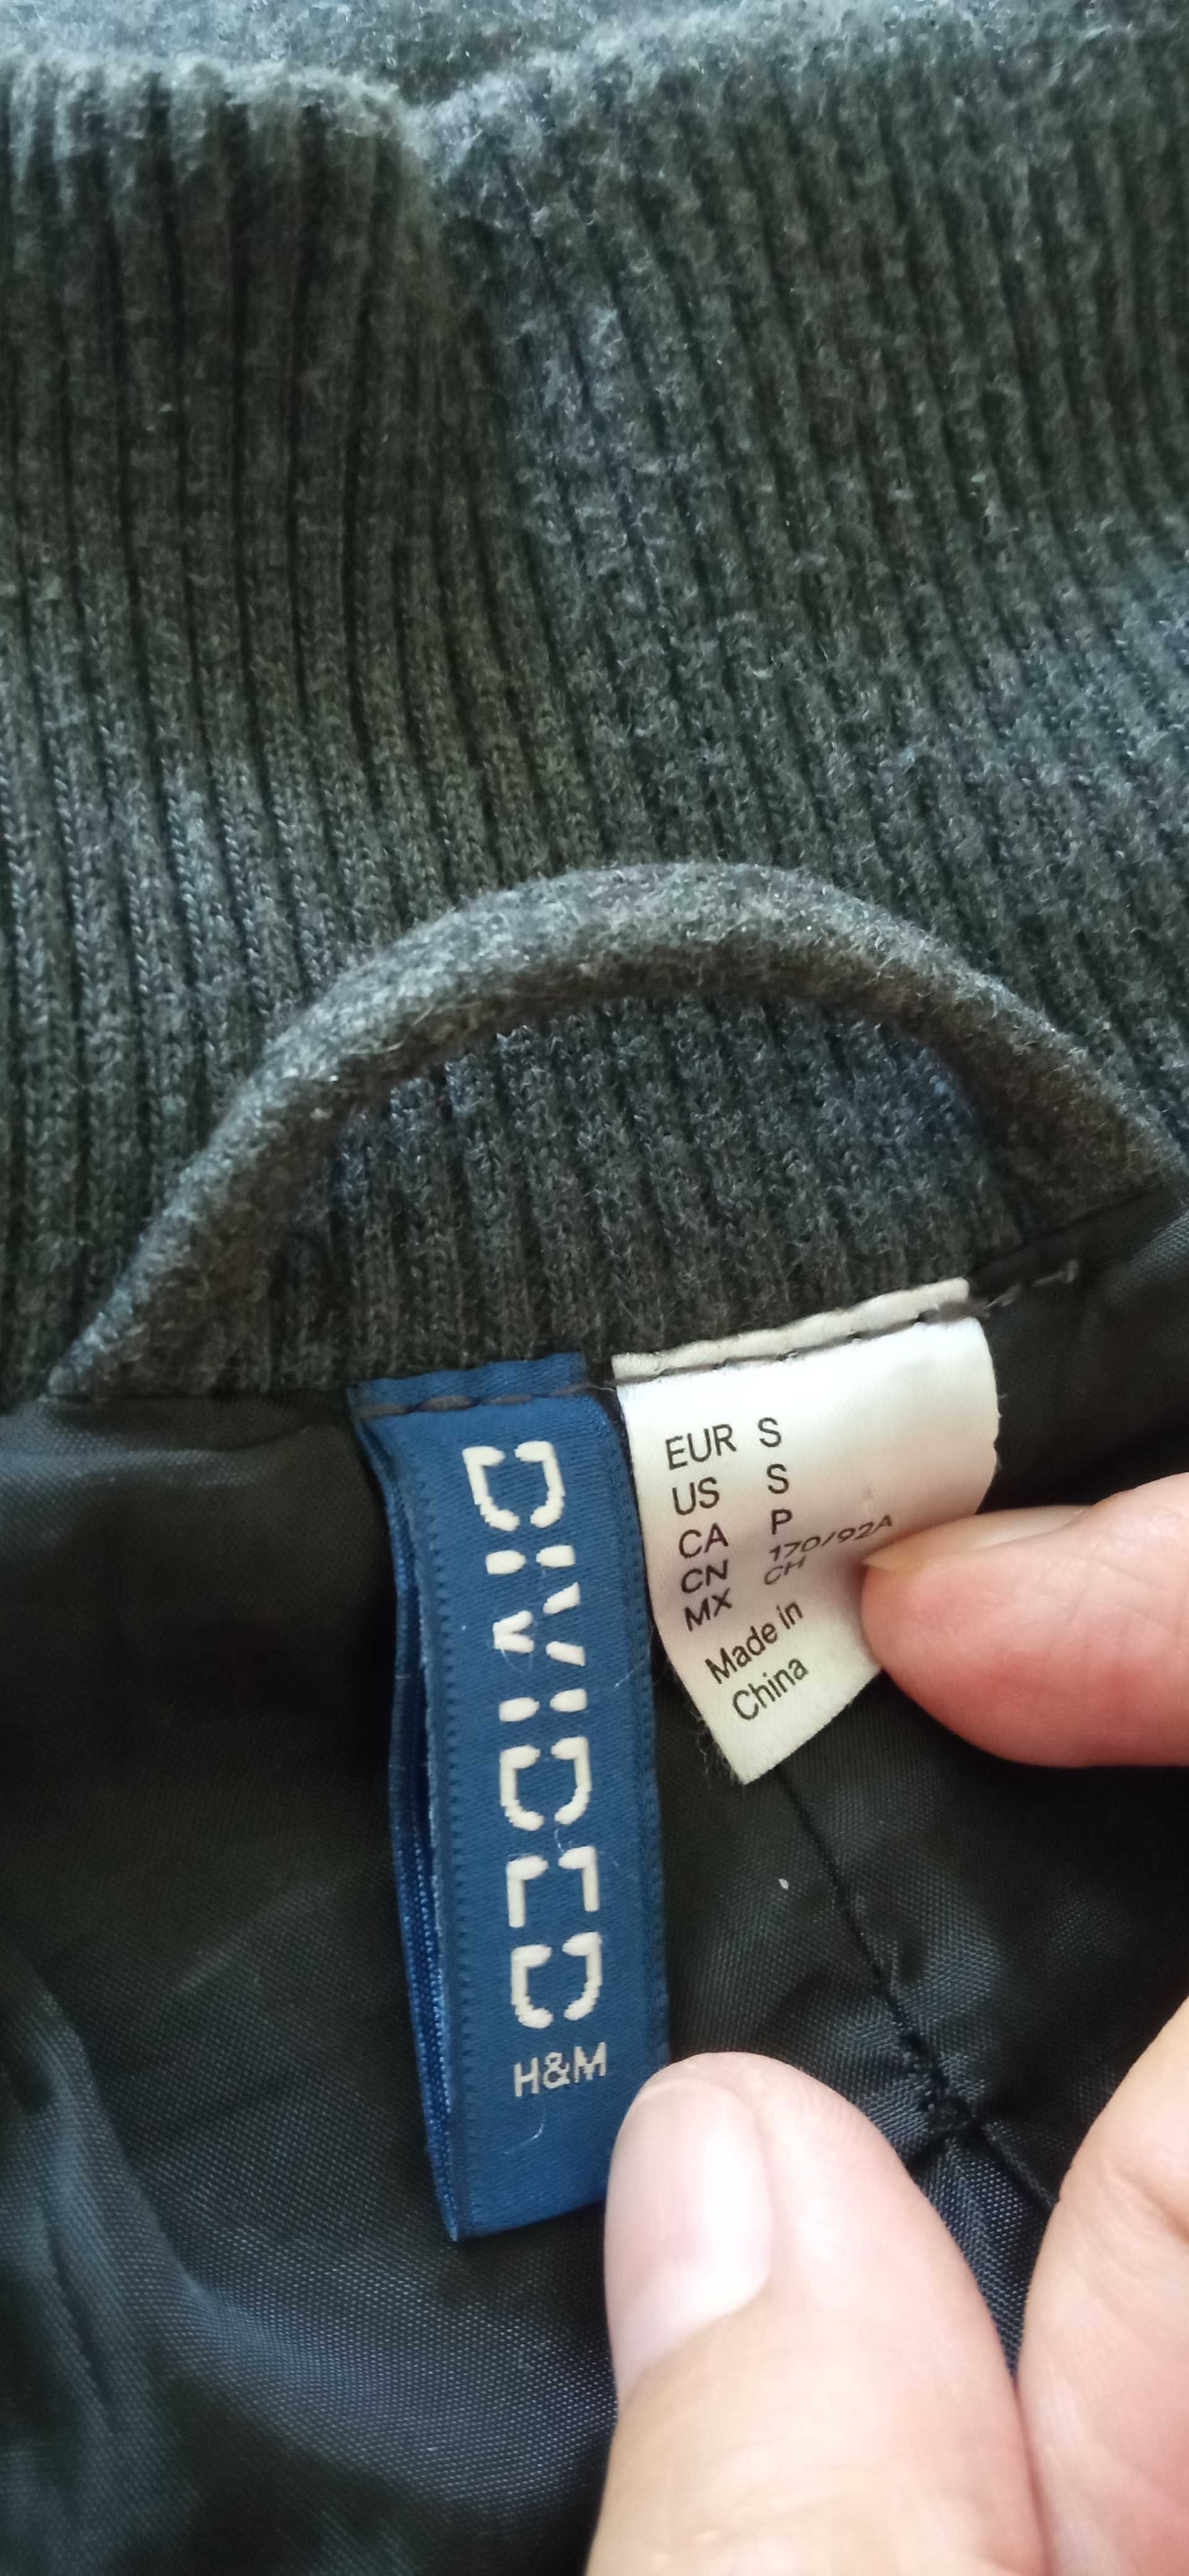 DIVIDED
H&M
EUR S
US S
CA P
CN 170/92A
MX CH
Made in
China